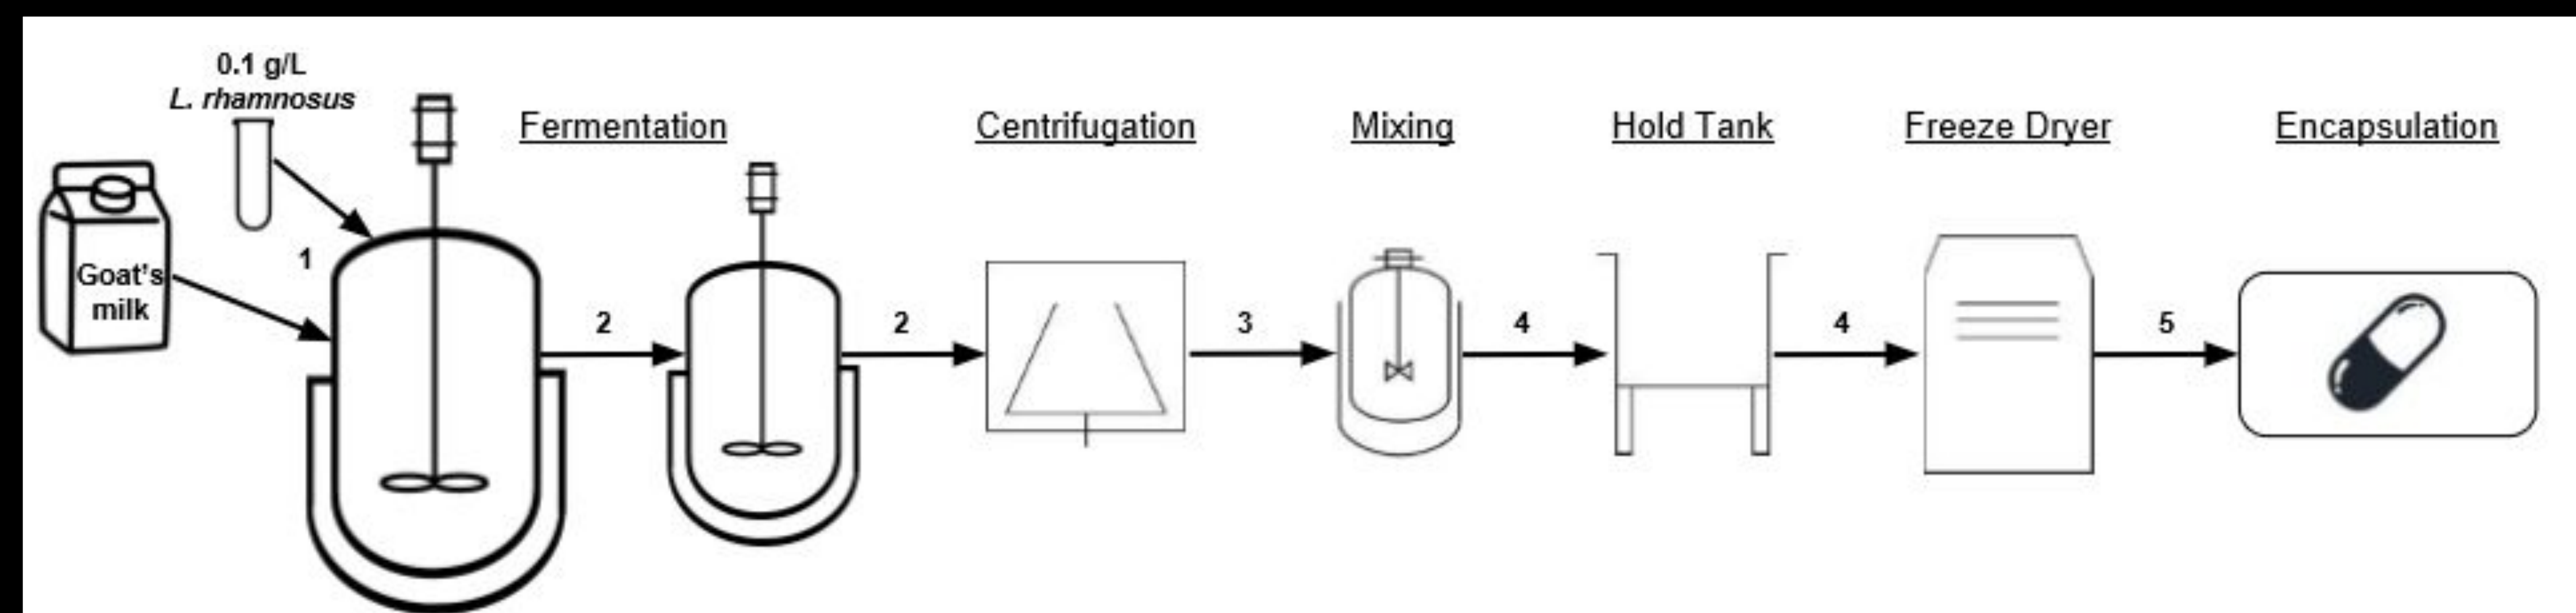 0.1 g/L
L. rhamnosus
Fermentation
Centrifugation
Mixing
Hold Tank
Freeze Dryer
Encapsulation
1
Goat's
milk
2
2
3
4
4
5